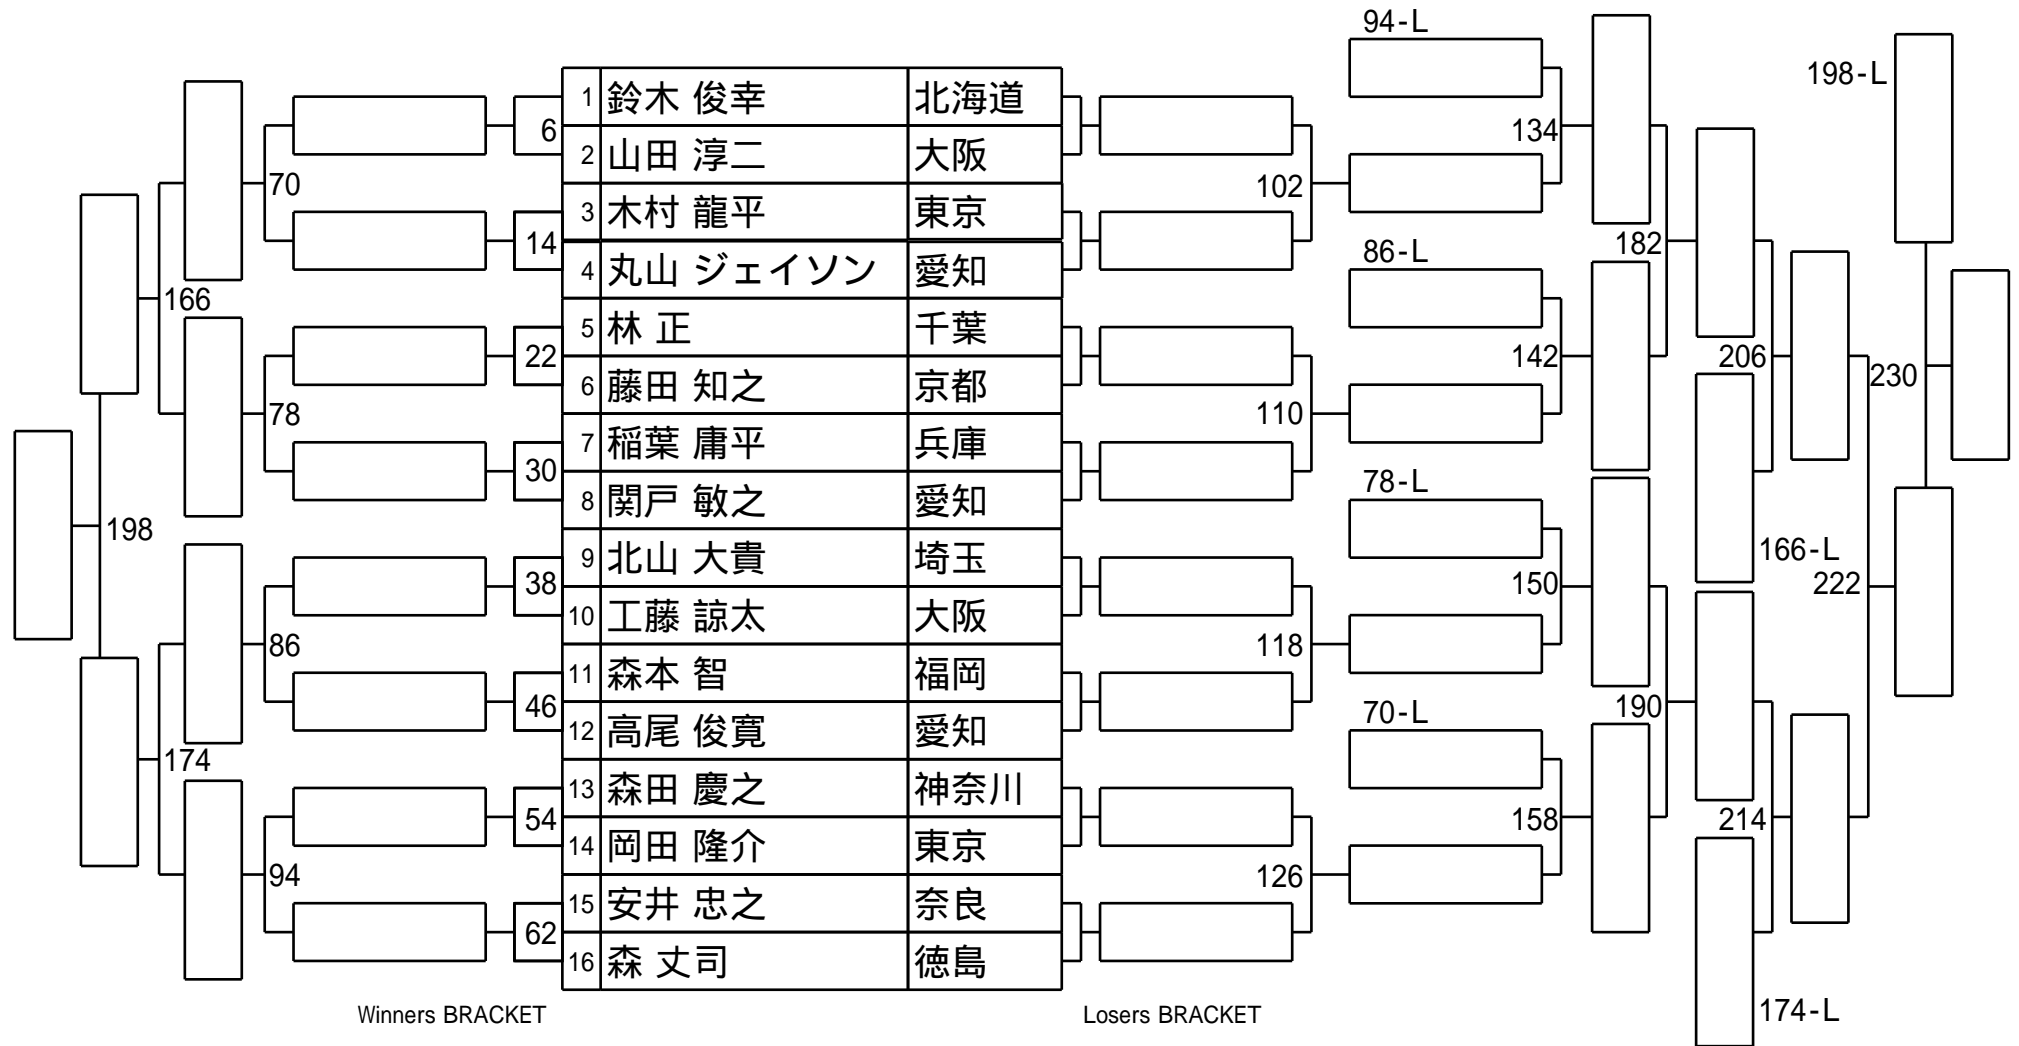 94-L
198-L
1 鈴木 俊幸 北海道
6
134
2 山田 淳二 大阪
70
102
3 木村 龍平 東京
14
182
86-L
4 丸山 ジェイソン 愛知
166
5 林 正 千葉
22
142
206
230
6 藤田 知之 京都
78
110
7 稲葉 庸平 兵庫
30
78-L
8 関戸 敏之 愛知
198
9 北山 大貴 埼玉
166-L
38
150
222
10 工藤 諒太 大阪
86
118
11 森本 智 福岡
46
190
70-L
12 高尾 俊寛 愛知
174
13 森田 慶之 神奈川
54
158
214
14 岡田 隆介 東京
94
126
15 安井 忠之 奈良
62
16 森 丈司 徳島
174-L
Winners BRACKET
Losers BRACKET